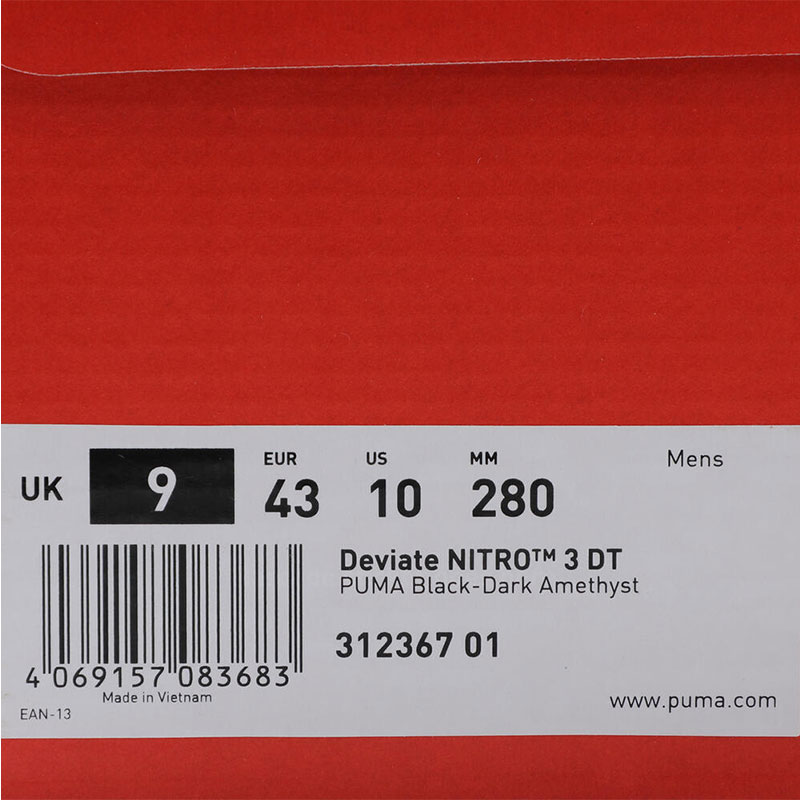 UK 9 EUR 43 US 10 MM 280 Mens
Deviate NITRO™ 3 DT
PUMA Black-Dark Amethyst
312367 01
4 069157 083683
Made in Vietnam
EAN-13
www.puma.com